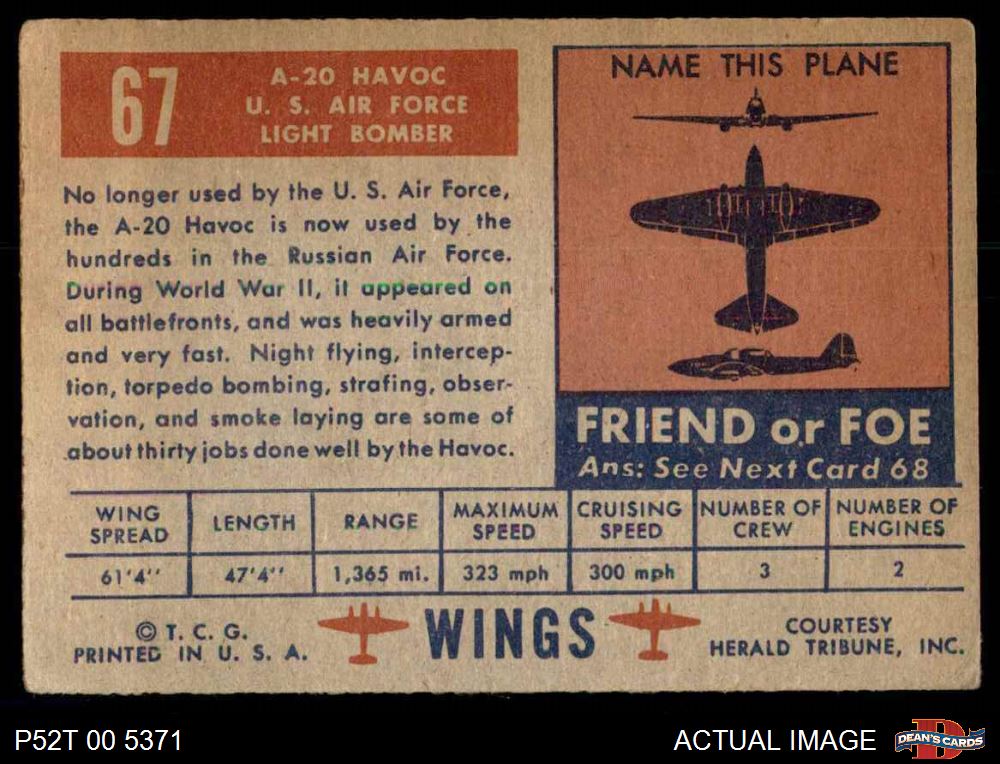 67
A-20 HAVOC
U. S. AIR FORCE
LIGHT BOMBER
No longer used by the U. S. Air Force,
the A-20 Havoc is now used by the
hundreds in the Russian Air Force.
During World War II, it appeared on
all battlefronts, and was heavily armed
and very fast. Night flying, intercep-
tion, torpedo bombing, strafing, obser-
vation, and smoke laying are some of
about thirty jobs done well by the Havoc.
NAME THIS PLANE
FRIEND or FOE
Ans: See Next Card 68
WING SPREAD LENGTH RANGE MAXIMUM SPEED CRUISING SPEED NUMBER OF CREW NUMBER OF ENGINES
61'4'' 47'4'' 1,365 mi. 323 mph 300 mph 3 2
© T. C. G.
PRINTED IN U. S. A.
WINGS
COURTESY
HERALD TRIBUNE, INC.
P52T 00 5371
ACTUAL IMAGE
D
DEAN'S CARDS